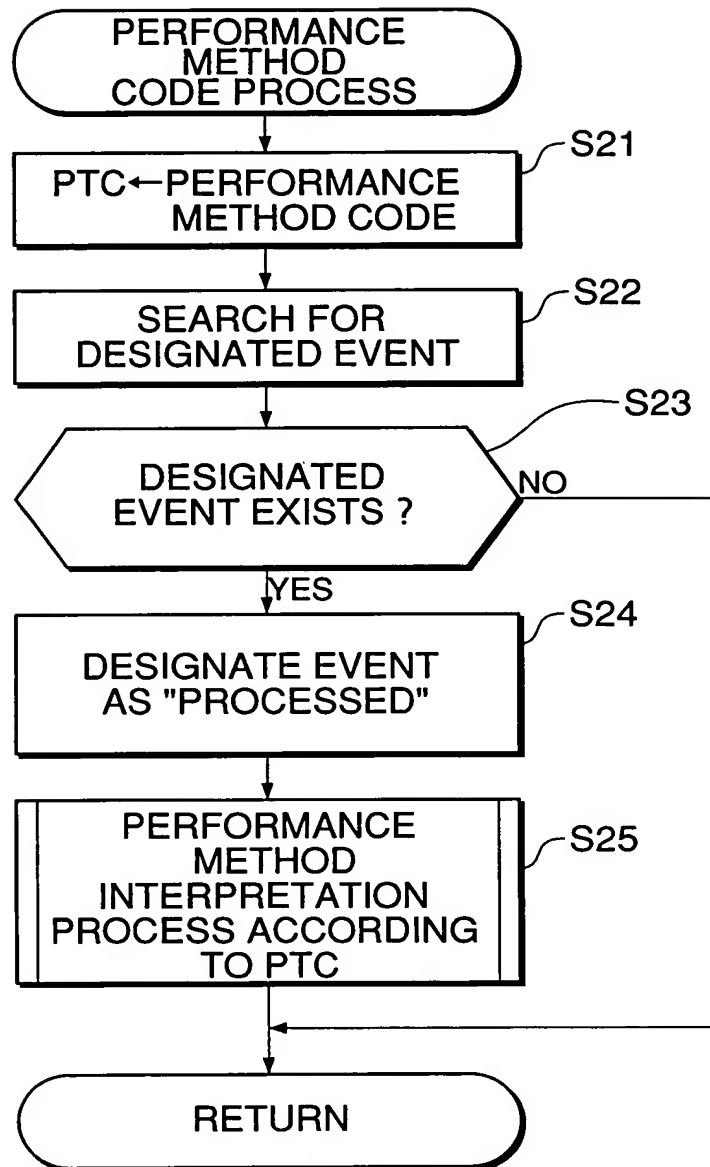 PERFORMANCE
METHOD
CODE PROCESS
S21
PTC←PERFORMANCE
METHOD CODE
S22
SEARCH FOR
DESIGNATED EVENT
S23
DESIGNATED
EVENT EXISTS ?
NO
YES
S24
DESIGNATE EVENT
AS "PROCESSED"
PERFORMANCE
METHOD
INTERPRETATION
PROCESS ACCORDING
TO PTC
S25
RETURN